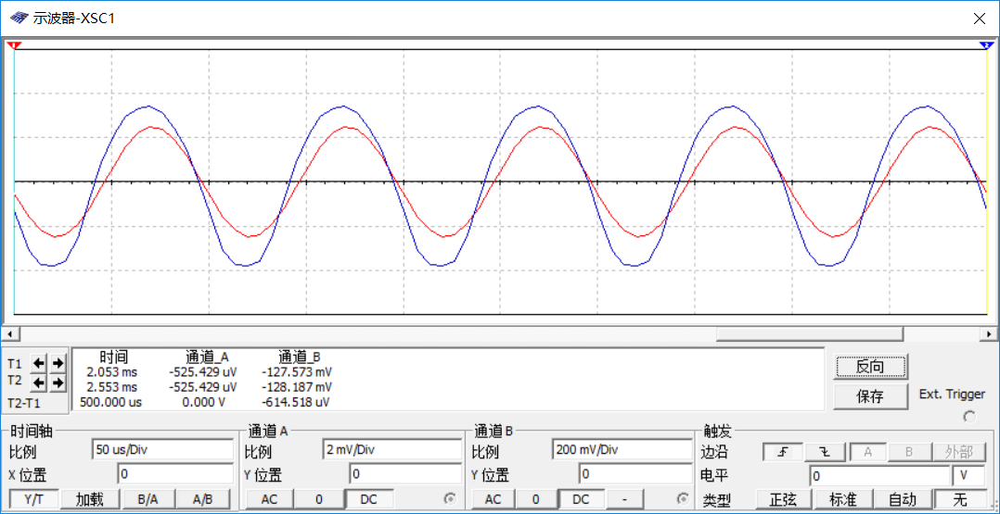 示波器-XSC1
1
2
时间 通道_A 通道_B
T1 2.053 ms -525.429 uV -127.573 mV
T2 2.553 ms -525.429 uV -128.187 mV
T2-T1 500.000 us 0.000 V -614.518 uV
反向
保存
Ext. Trigger
时间轴
比例 50 us/Div
X 位置 0
Y/T 加载 B/A A/B
通道 A
比例 2 mV/Div
Y 位置 0
AC 0 DC
通道 B
比例 200 mV/Div
Y 位置 0
AC 0 DC -
触发
边沿 A B 外部
电平 0 V
类型 正弦 标准 自动 无